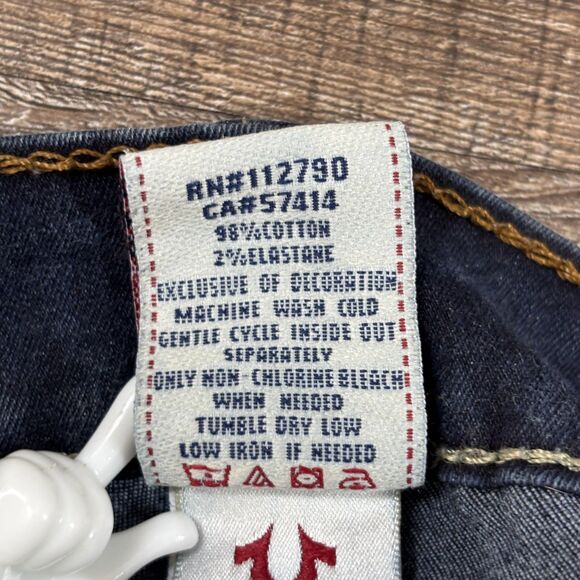 RN#112790
CA#57414
98%COTTON
2%ELASTANE
EXCLUSIVE OF DECORATION
MACHINE WASH COLD
GENTLE CYCLE INSIDE OUT
SEPARATELY
ONLY NON-CHLORINE BLEACH
WHEN NEEDED
TUMBLE DRY LOW
LOW IRON IF NEEDED